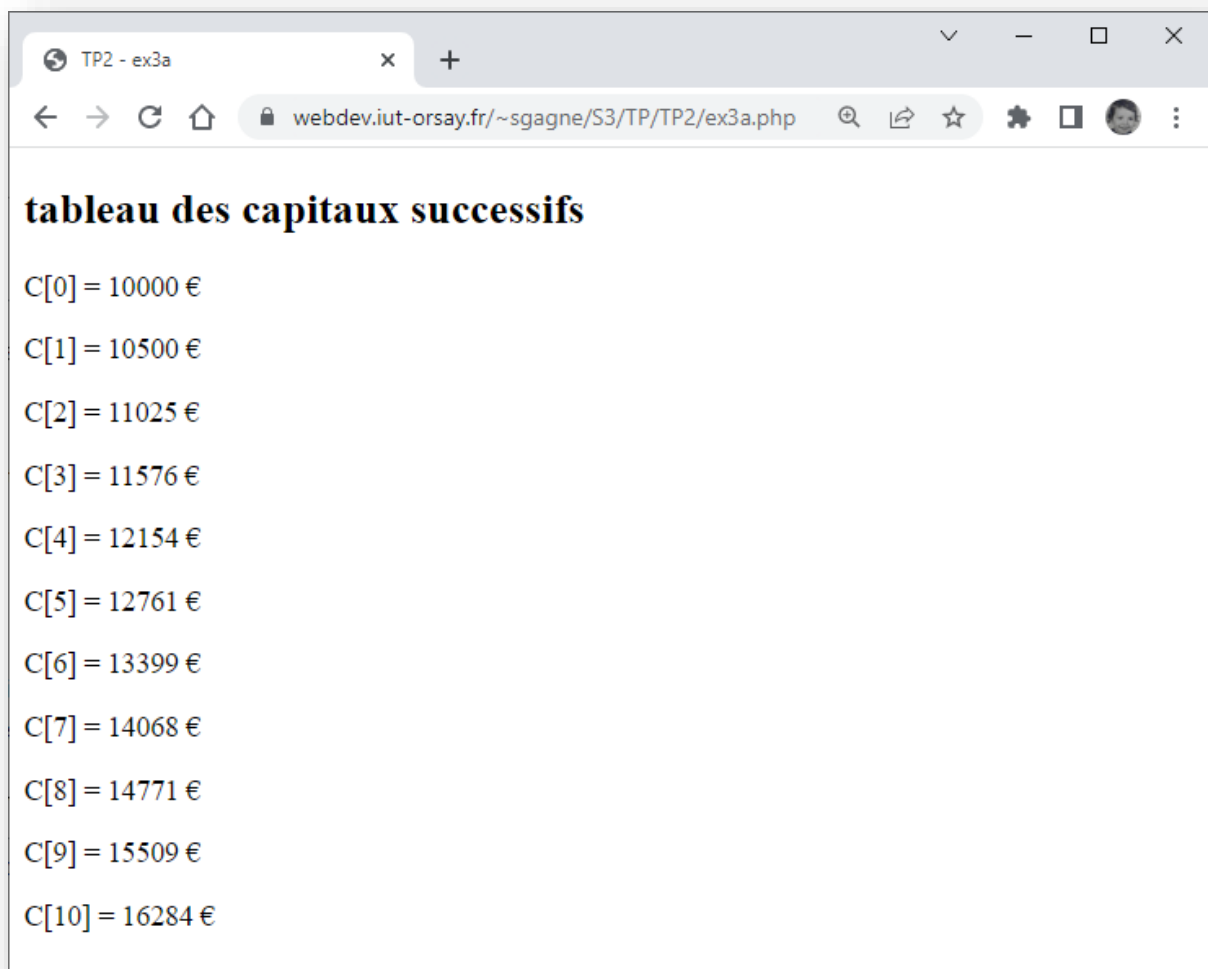 TP2 - ex3a
webdev.iut-orsay.fr/~sgagne/S3/TP/TP2/ex3a.php
tableau des capitaux successifs
C[0] = 10000 €
C[1] = 10500 €
C[2] = 11025 €
C[3] = 11576 €
C[4] = 12154 €
C[5] = 12761 €
C[6] = 13399 €
C[7] = 14068 €
C[8] = 14771 €
C[9] = 15509 €
C[10] = 16284 €